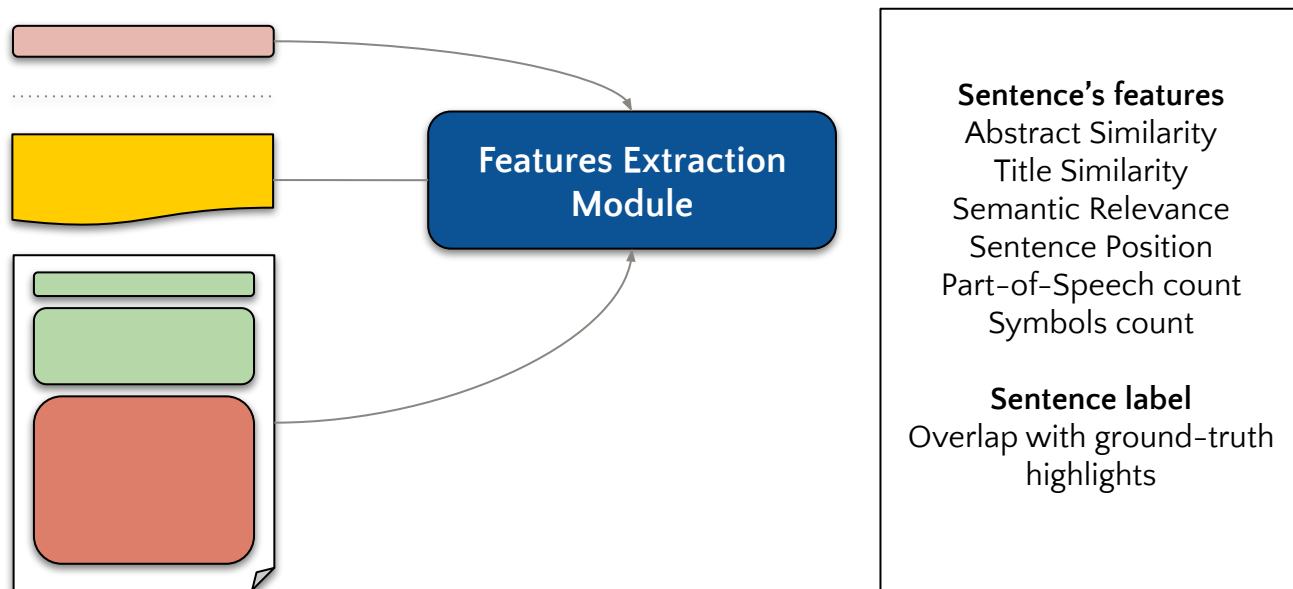 Features Extraction
Module
Sentence's features
Abstract Similarity
Title Similarity
Semantic Relevance
Sentence Position
Part-of-Speech count
Symbols count
Sentence label
Overlap with ground-truth
highlights